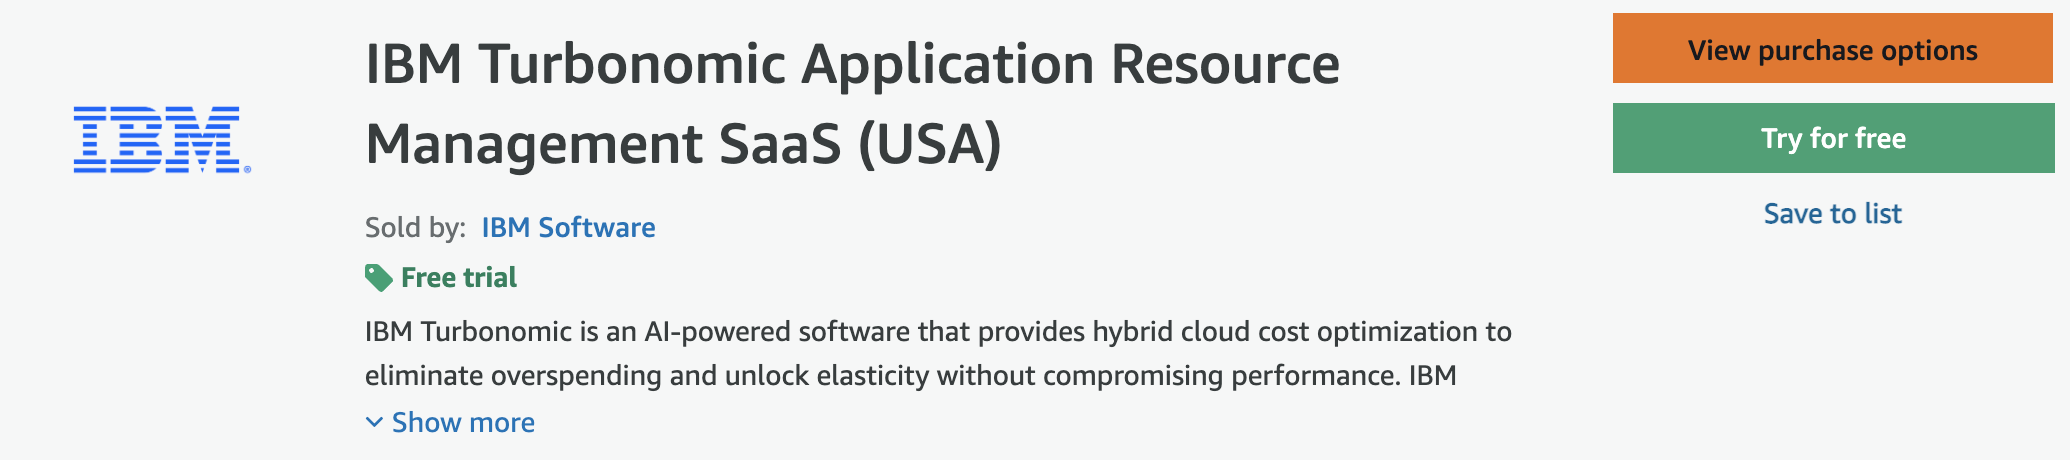 IBM®
IBM Turbonomic Application Resource
Management SaaS (USA)
Sold by: IBM Software
Free trial
IBM Turbonomic is an AI-powered software that provides hybrid cloud cost optimization to
eliminate overspending and unlock elasticity without compromising performance. IBM
Show more
View purchase options
Try for free
Save to list